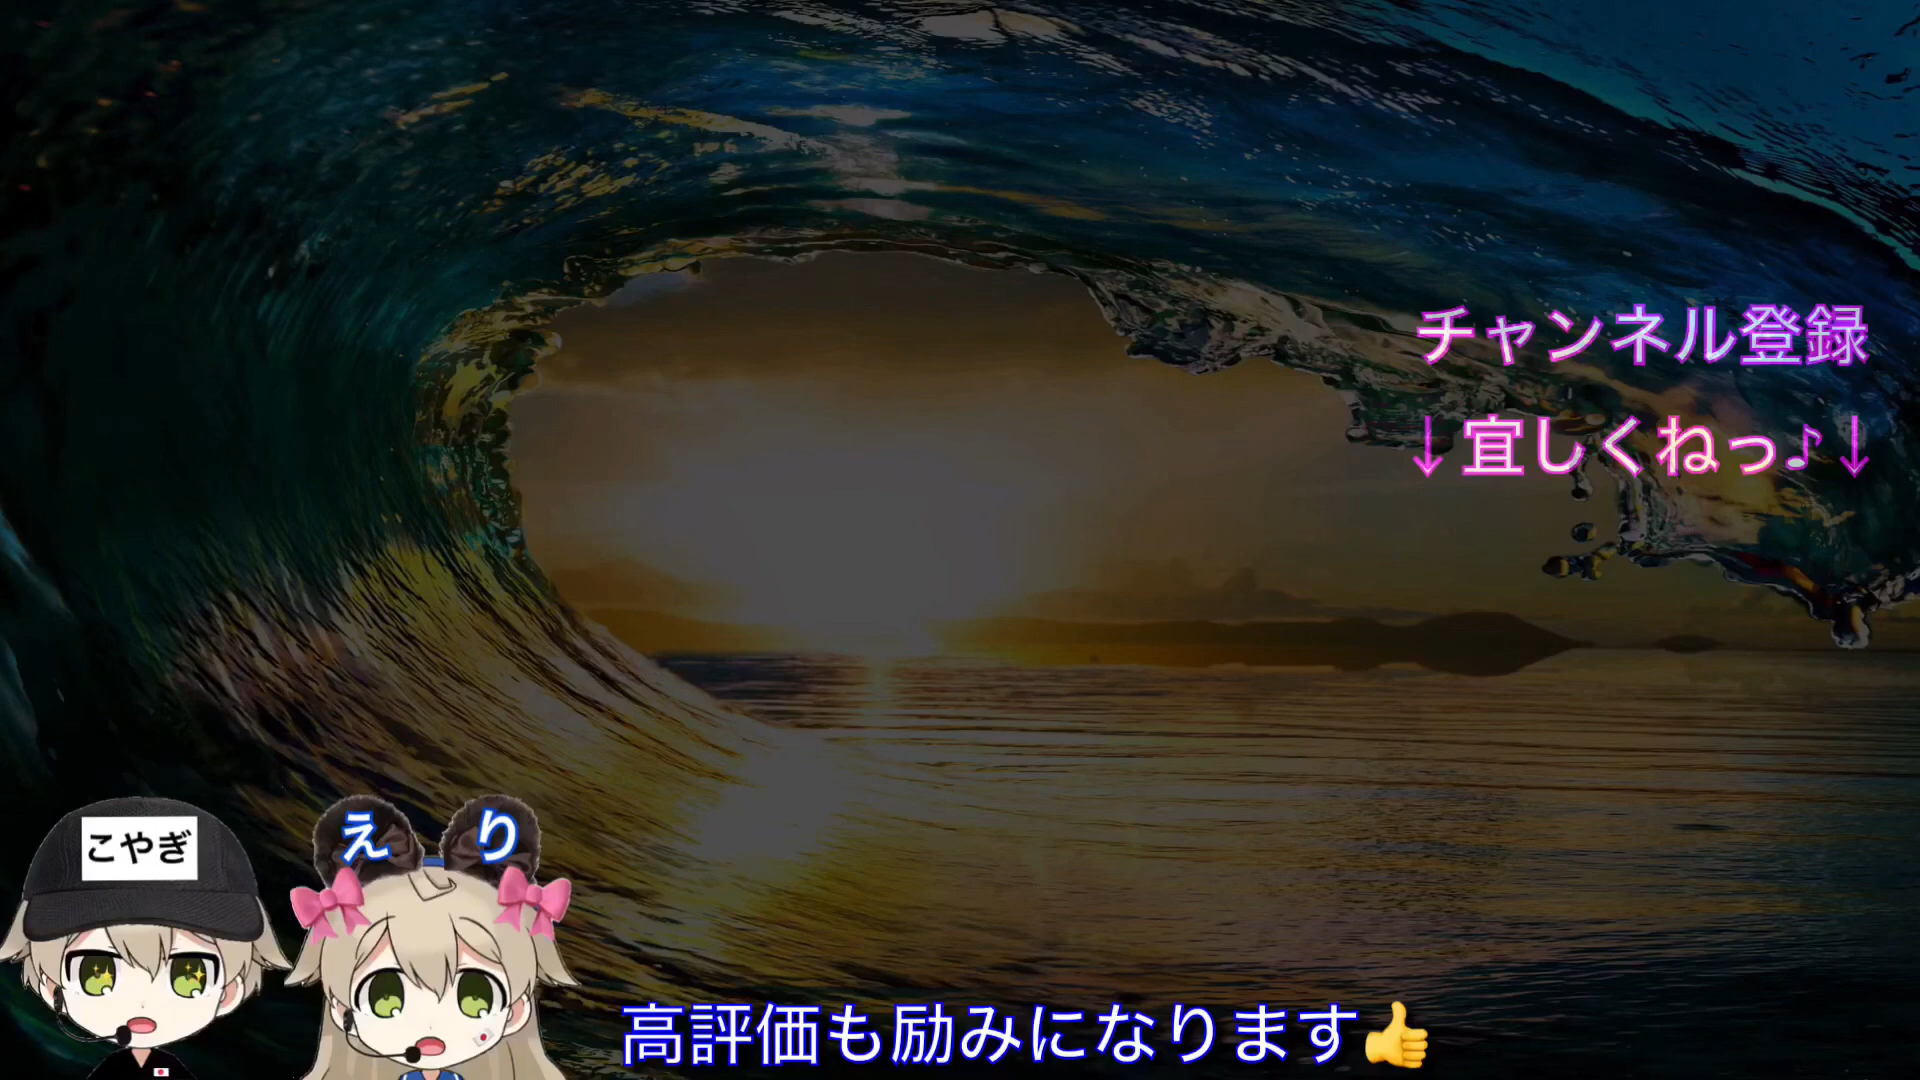 チャンネル登録
↓宜しくねっ♪↓
こやぎ
えり
高評価も励みになります👍